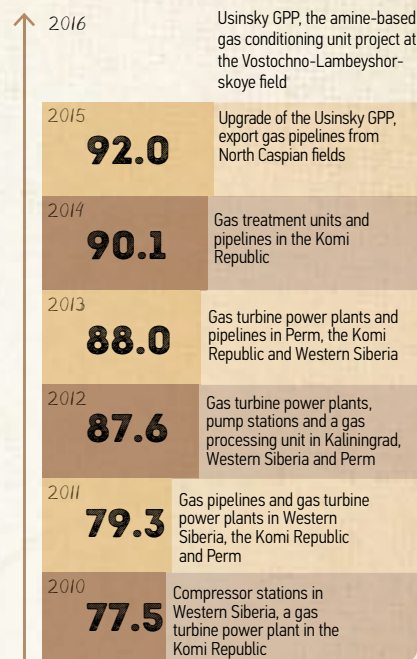 2016
Usinsky GPP, the amine-based
gas conditioning unit project at
the Vostochno-Lambeyshor-
skoye field
2015
92.0
Upgrade of the Usinsky GPP,
export gas pipelines from
North Caspian fields
2014
90.1
Gas treatment units and
pipelines in the Komi
Republic
2013
88.0
Gas turbine power plants and
pipelines in Perm, the Komi
Republic and Western Siberia
2012
87.6
Gas turbine power plants,
pump stations and a gas
processing unit in Kaliningrad,
Western Siberia and Perm
2011
79.3
Gas pipelines and gas turbine
power plants in Western
Siberia, the Komi Republic
and Perm
2010
77.5
Compressor stations in
Western Siberia, a gas
turbine power plant in the
Komi Republic